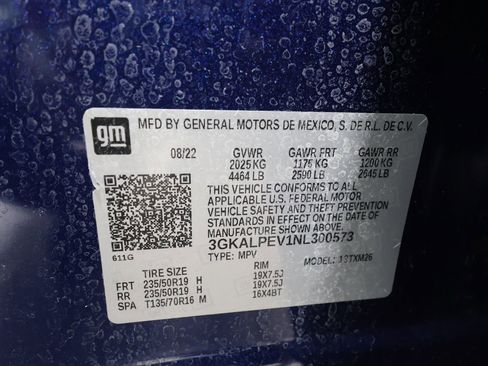 gm
MFD BY GENERAL MOTORS DE MEXICO, S. DE R.L. DE C.V.
08/22 GVWR GAWR FRT GAWR RR
2025 KG 1175 KG 1200 KG
4464 LB 2590 LB 2645 LB
THIS VEHICLE CONFORMS TO ALL
APPLICABLE U.S. FEDERAL MOTOR
VEHICLE SAFETY AND THEFT PREVENTION
STANDARDS IN EFFECT ON THE DATE OF
MANUFACTURE SHOWN ABOVE.
3GKALPEV1NL300573
611G TYPE: MPV MODEL: 1STXM26
TIRE SIZE RIM
FRT 235/50R19 H 19X7.5J
RR 235/50R19 H 19X7.5J
SPA T135/70R16 M 16X4BT